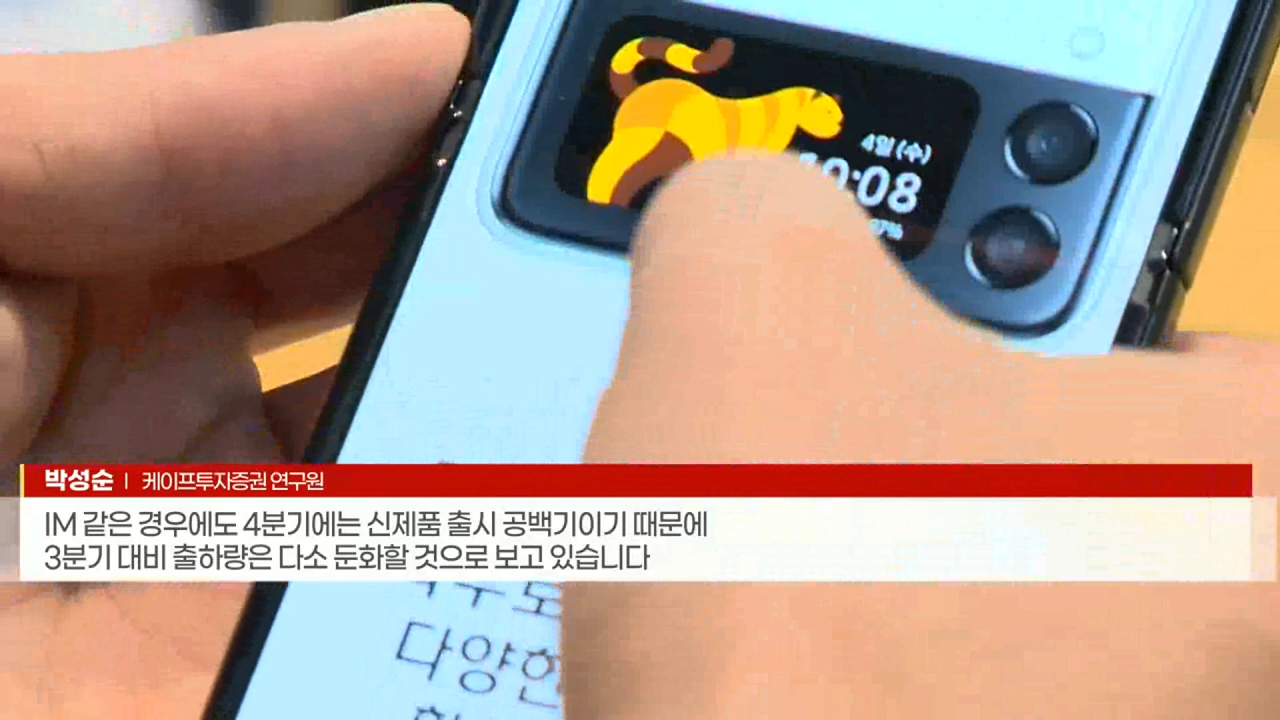 4일(수)
:08
박성순 | 케이프투자증권 연구원
IM 같은 경우에도 4분기에는 신제품 출시 공백기이기 때문에
3분기 대비 출하량은 다소 둔화할 것으로 보고 있습니다
다양한